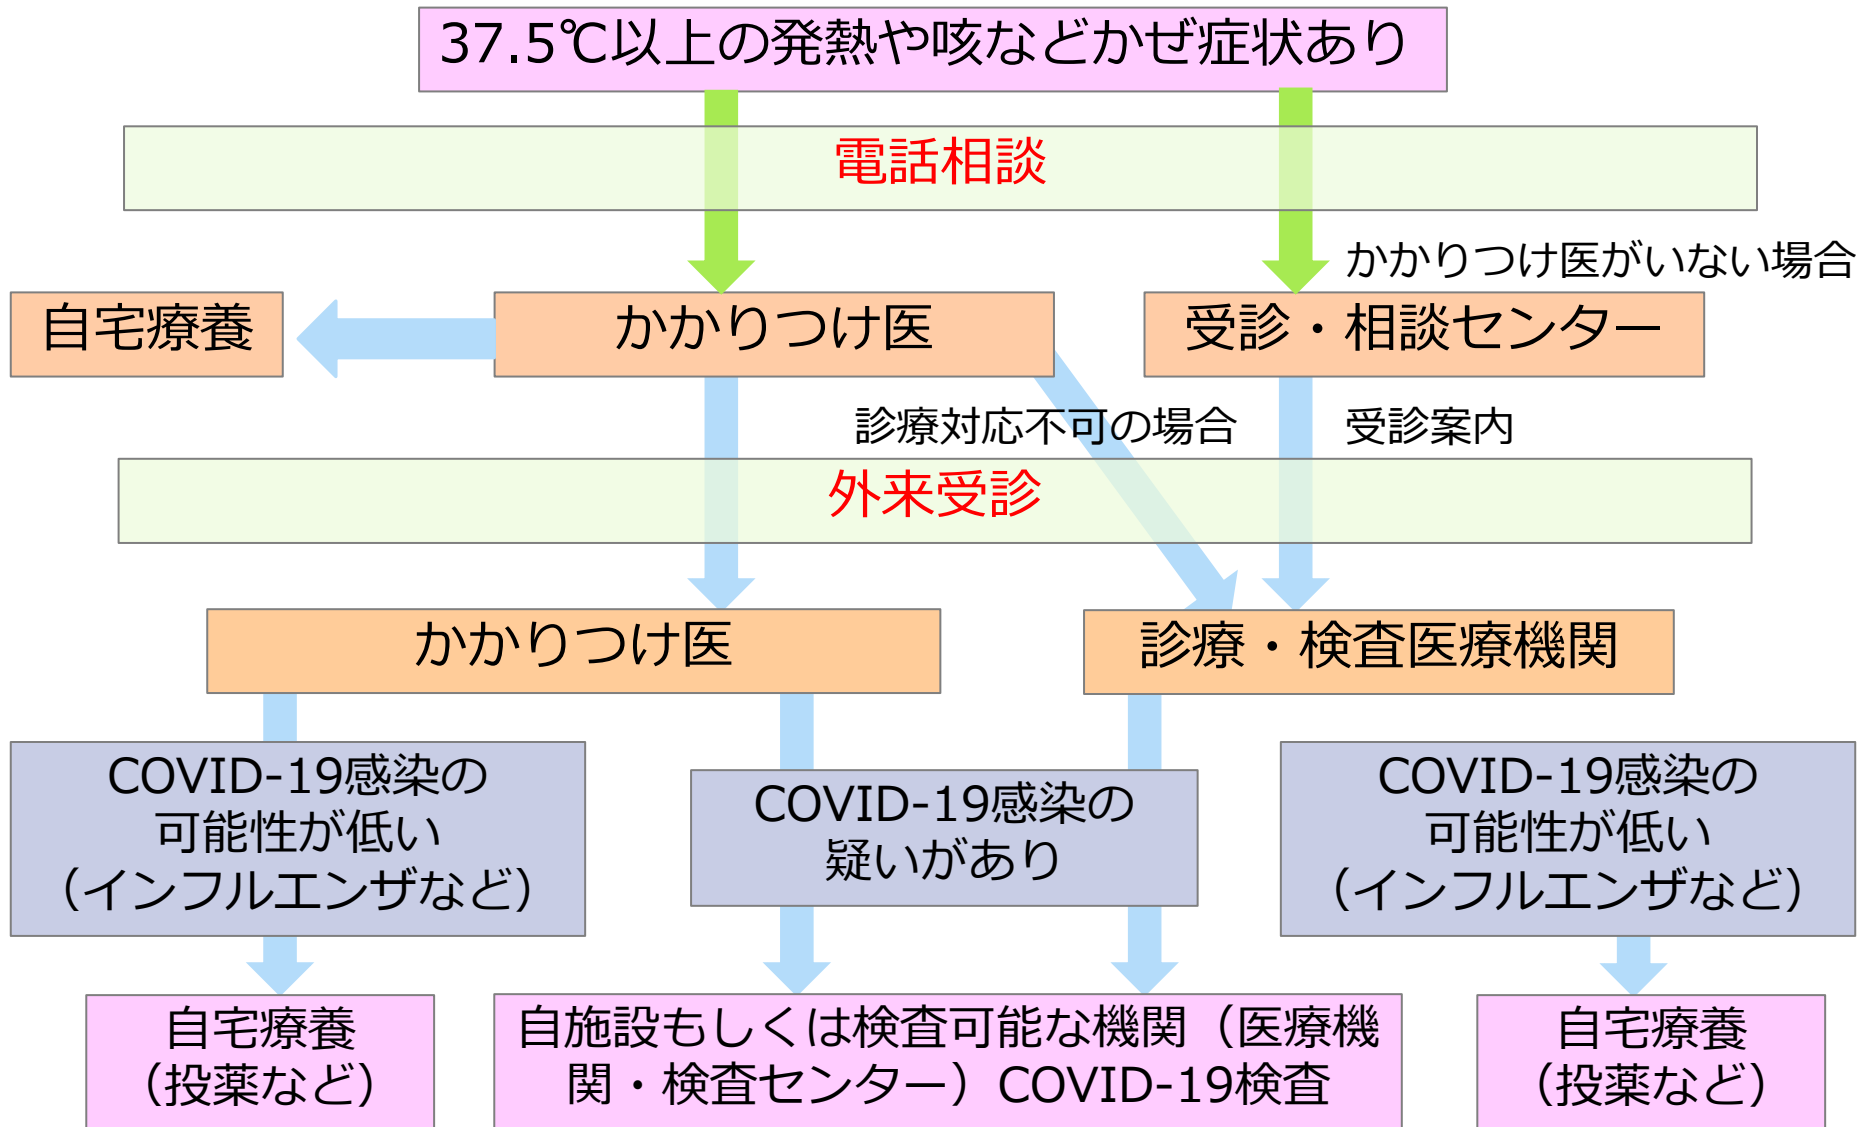 37.5℃以上の発熱や咳などかぜ症状あり
電話相談
かかりつけ医がいない場合
自宅療養
かかりつけ医
受診・相談センター
診療対応不可の場合
受診案内
外来受診
かかりつけ医
診療・検査医療機関
COVID-19感染の
可能性が低い
（インフルエンザなど）
COVID-19感染の
疑いがあり
COVID-19感染の
可能性が低い
（インフルエンザなど）
自宅療養
（投薬など）
自施設もしくは検査可能な機関（医療機
関・検査センター）COVID-19検査
自宅療養
（投薬など）